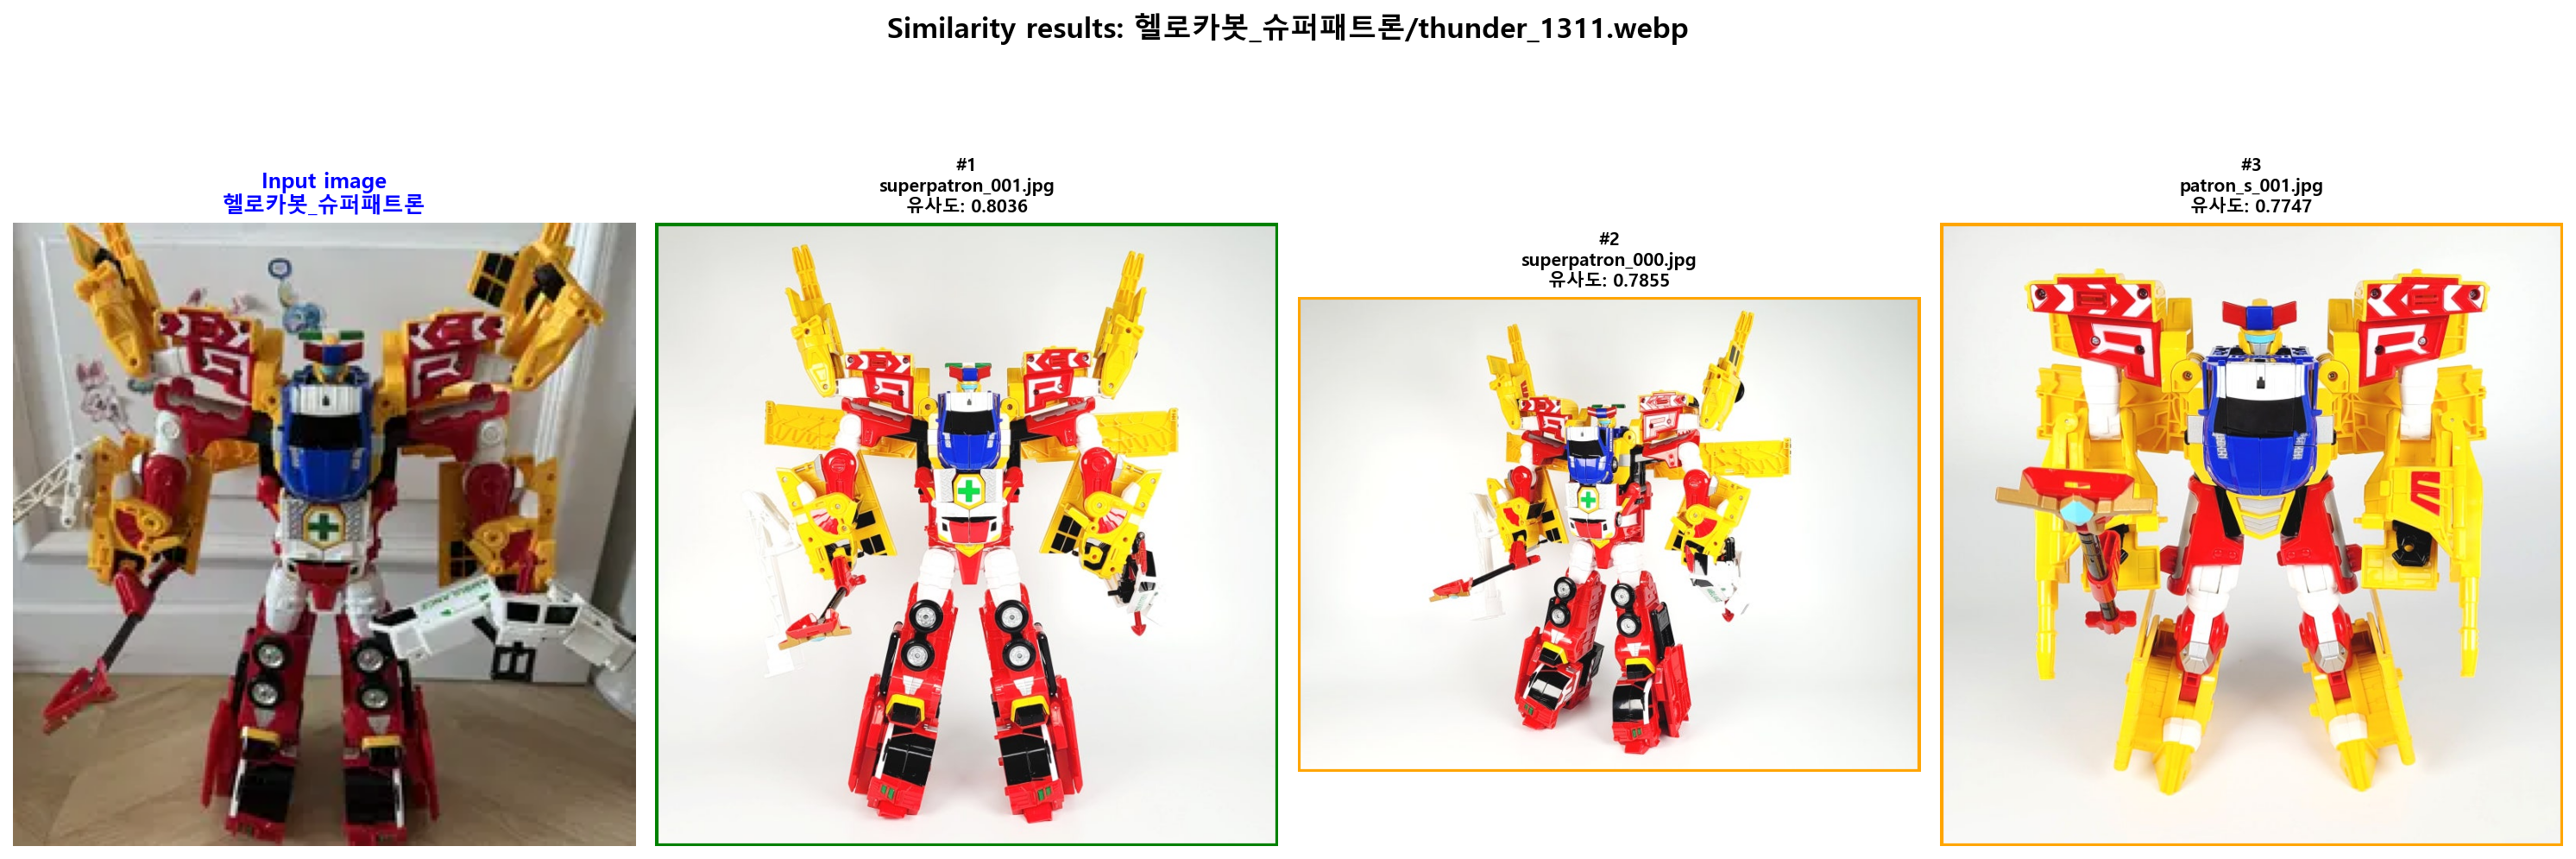 Similarity results: 헬로카봇_슈퍼패트론/thunder_1311.webp
Input image
헬로카봇_슈퍼패트론
#1
superpatron_001.jpg
유사도: 0.8036
#2
superpatron_000.jpg
유사도: 0.7855
#3
patron_s_001.jpg
유사도: 0.7747
AMBULANCE